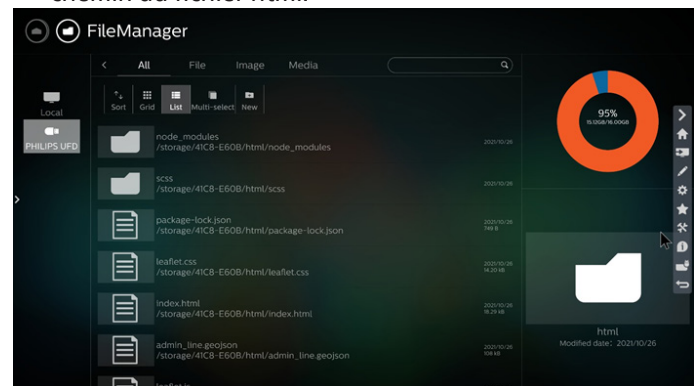 chemin du fichier html.
FileManager
All File Image Media
Local
PHILIPS UFD
Sort Grid List Multi-select New
node_modules
/storage/41C8-E60B/html/node_modules
2021/10/26
scss
/storage/41C8-E60B/html/scss
2021/10/26
package-lock.json
/storage/41C8-E60B/html/package-lock.json
2021/10/26
749 B
leaflet.css
/storage/41C8-E60B/html/leaflet.css
2021/10/26
14.20 kB
index.html
/storage/41C8-E60B/html/index.html
2021/10/26
18.29 kB
admin_line.geojson
/storage/41C8-E60B/html/admin_line.geojson
2021/10/26
108 kB
leaflet.js
95%
15.12GB/16.00GB
html
Modified date: 2021/10/26